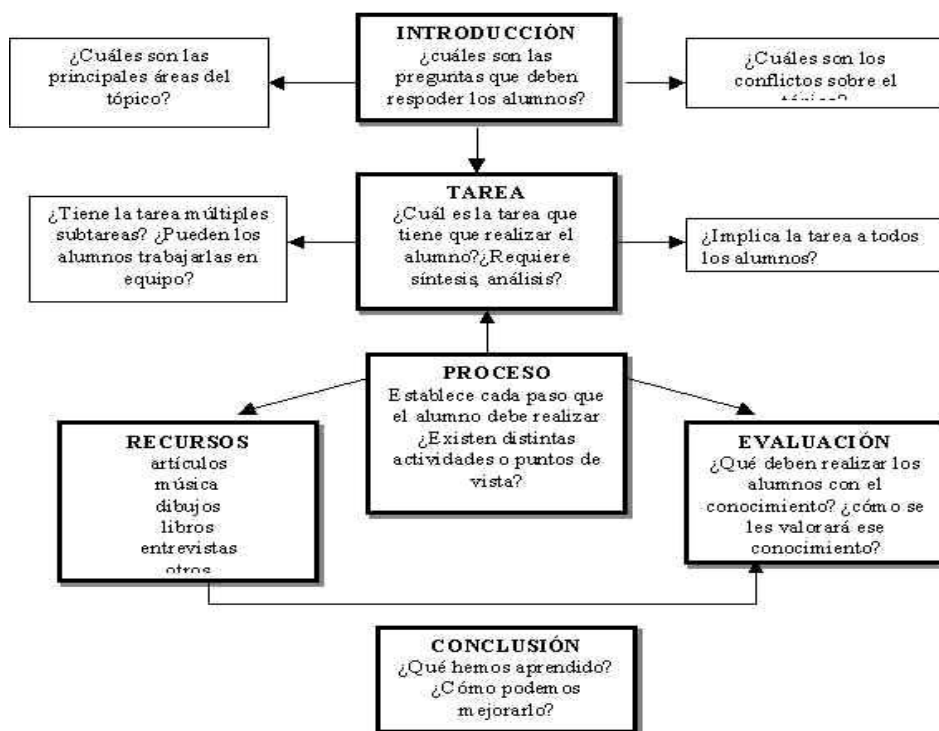 INTRODUCCIÓN
¿cuáles son las
preguntas que deben
respoder los alumnos?
¿Cuáles son las
principales áreas del
tópico?
¿Cuáles son los
conflictos sobre el
tópico?
TAREA
¿Cuál es la tarea que
tiene que realizar el
alumno?¿Requiere
síntesis, análisis?
¿Tiene la tarea múltiples
subtareas? ¿Pueden los
alumnos trabajarlas en
equipo?
¿Implica la tarea a todos
los alumnos?
PROCESO
Establece cada paso que
el alumno debe realizar
¿Existen distintas
actividades o puntos de
vista?
RECURSOS
artículos
música
dibujos
libros
entrevistas
otros
EVALUACIÓN
¿Qué deben realizar los
alumnos con el
conocimiento? ¿cómo se
les valorará ese
conocimiento?
CONCLUSIÓN
¿Qué hemos aprendido?
¿Cómo podemos
mejorarlo?